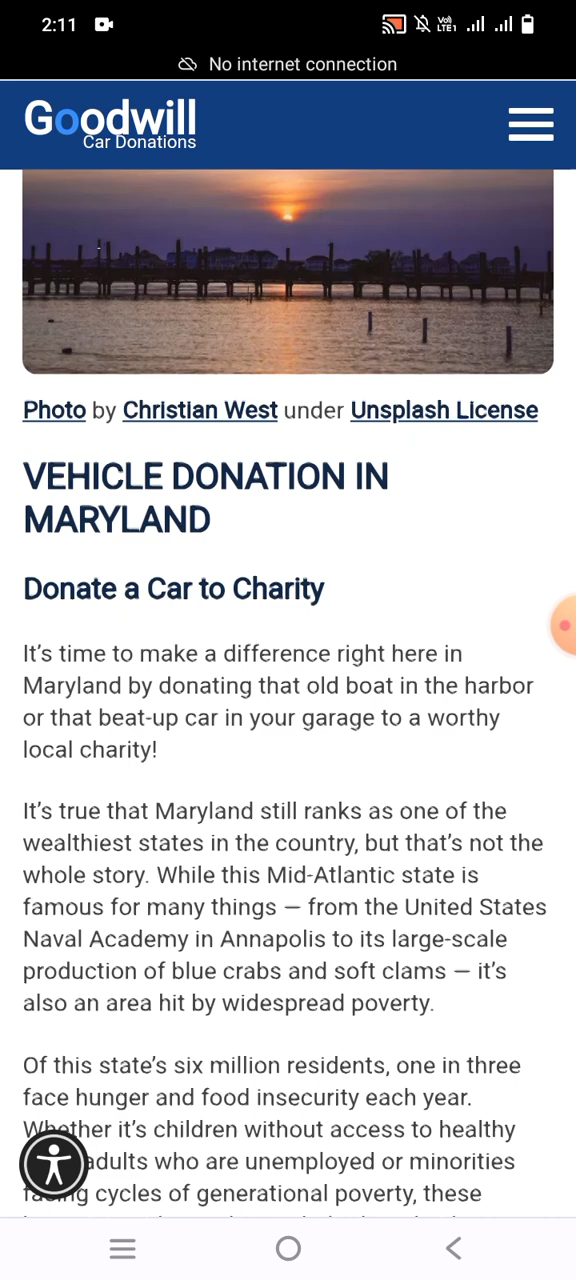 2:11
Vo)
LTE1
No internet connection
Goodwill
Car Donations
Photo by Christian West under Unsplash License
VEHICLE DONATION IN
MARYLAND
Donate a Car to Charity
It’s time to make a difference right here in
Maryland by donating that old boat in the harbor
or that beat-up car in your garage to a worthy
local charity!
It’s true that Maryland still ranks as one of the
wealthiest states in the country, but that’s not the
whole story. While this Mid-Atlantic state is
famous for many things — from the United States
Naval Academy in Annapolis to its large-scale
production of blue crabs and soft clams — it’s
also an area hit by widespread poverty.
Of this state’s six million residents, one in three
face hunger and food insecurity each year.
Whether it’s children without access to healthy
adults who are unemployed or minorities
facing cycles of generational poverty, these